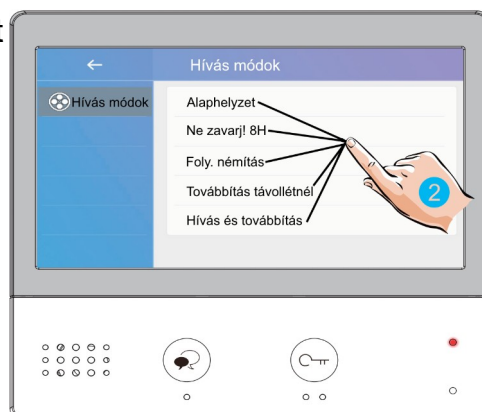 t
← Hívás módok
Hívás módok
Alaphelyzet
Ne zavarj! 8H
Foly. némítás
Továbbítás távollétnél
Hívás és továbbítás
2